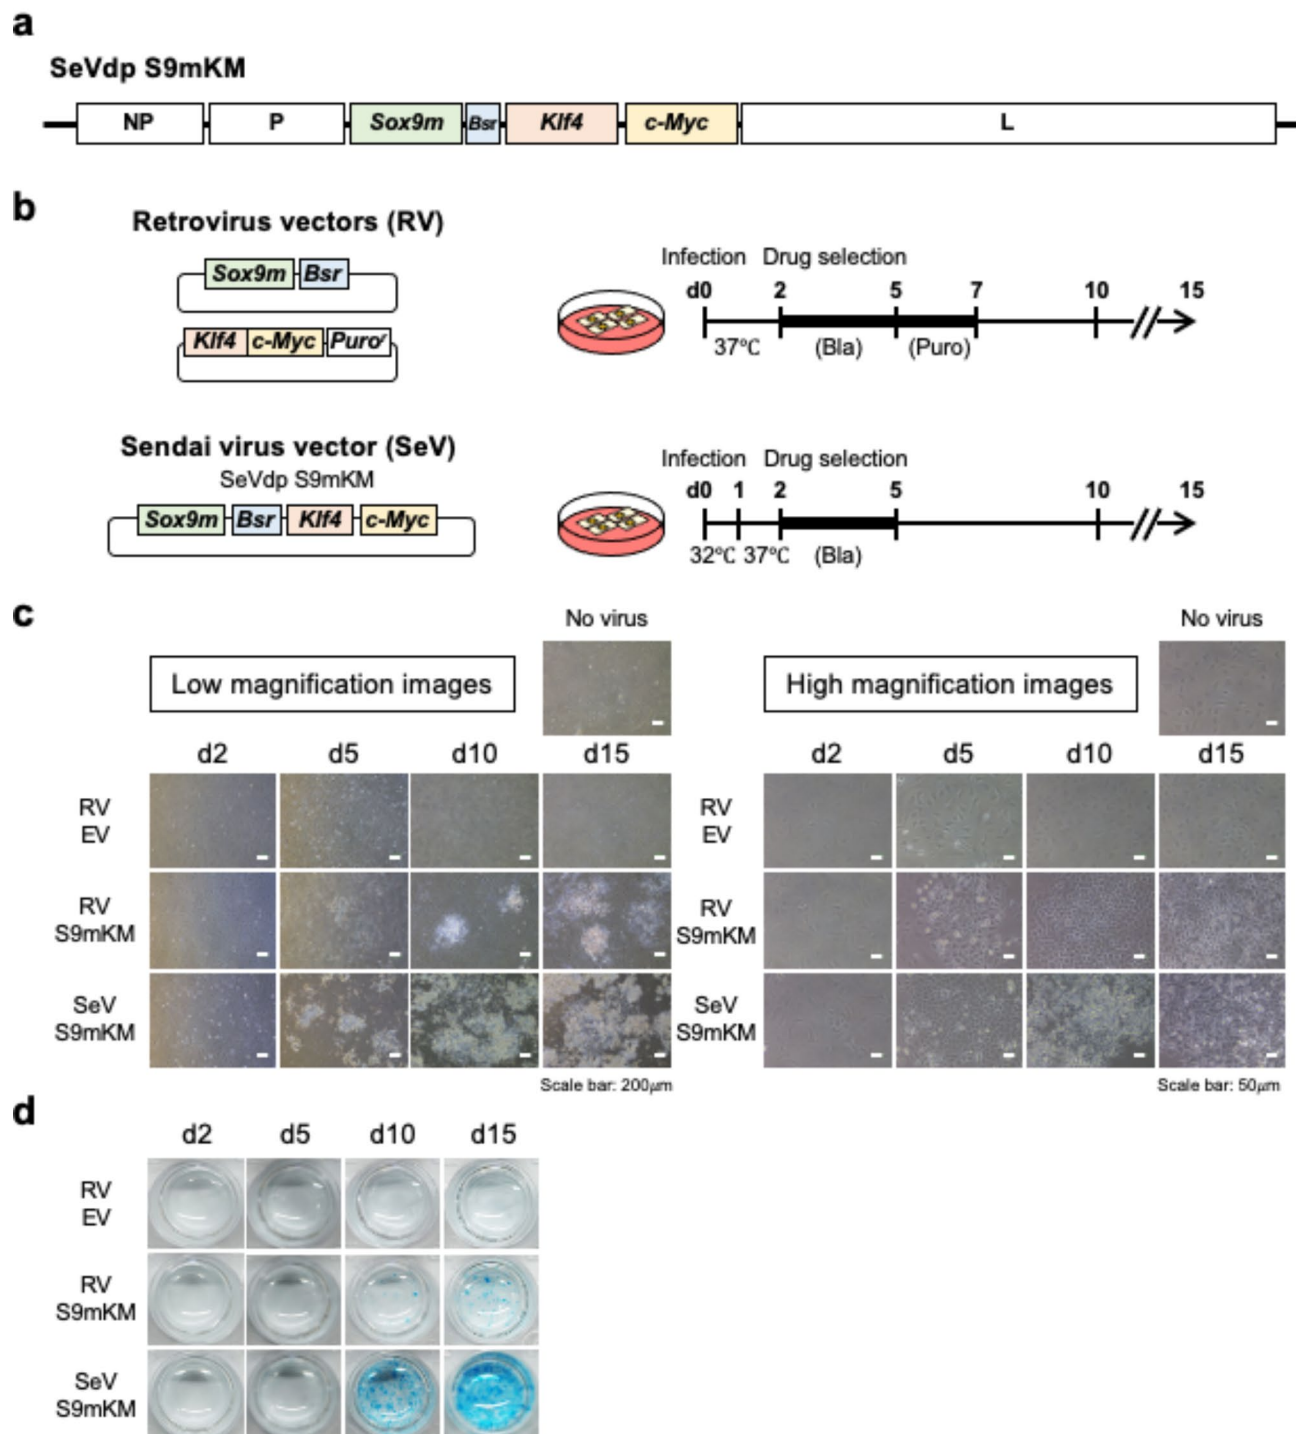 a
SeVdp S9mKM
NP P Sox9m Bsr Klf4 c-Myc L
b
Retrovirus vectors (RV)
Sox9m Bsr
Klf4 c-Myc Puroʳ
Infection Drug selection
d0 2 5 7 10 15
37℃ (Bla) (Puro)
Sendai virus vector (SeV)
SeVdp S9mKM
Sox9m Bsr Klf4 c-Myc
Infection Drug selection
d0 1 2 5 10 15
32℃ 37℃ (Bla)
c
No virus
Low magnification images
d2 d5 d10 d15
RV
EV
RV
S9mKM
SeV
S9mKM
Scale bar: 200μm
No virus
High magnification images
d2 d5 d10 d15
RV
EV
RV
S9mKM
SeV
S9mKM
Scale bar: 50μm
d
d2 d5 d10 d15
RV
EV
RV
S9mKM
SeV
S9mKM